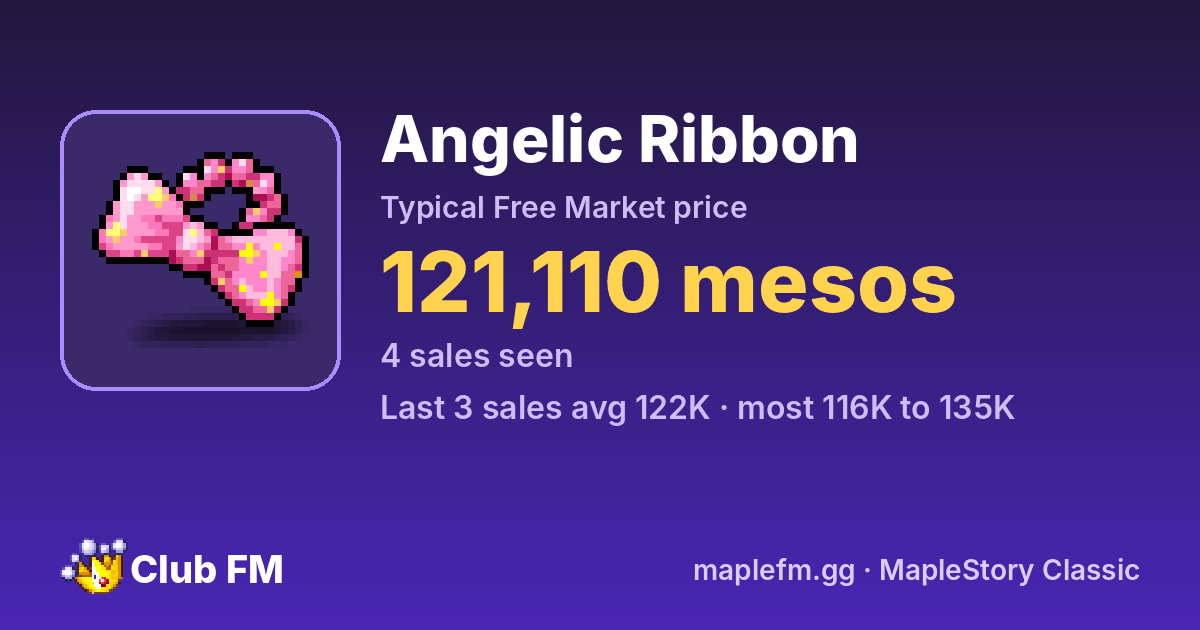 Angelic Ribbon
Typical Free Market price
121,110 mesos
4 sales seen
Last 3 sales avg 122K · most 116K to 135K
Club FM
maplefm.gg · MapleStory Classic